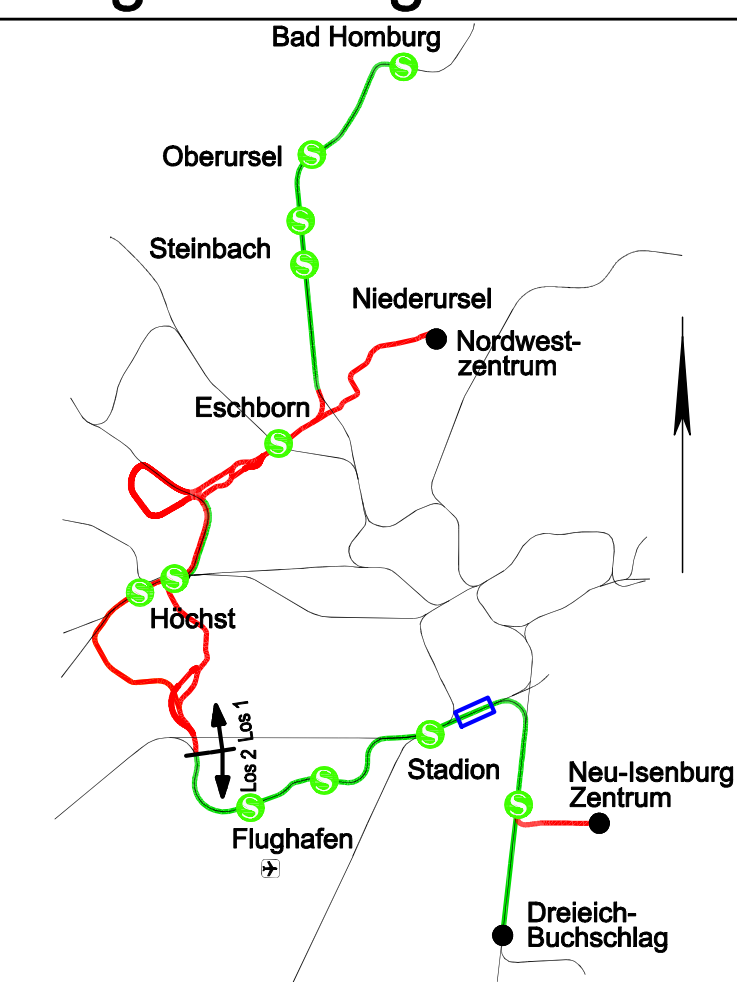 Bad Homburg
S
Oberursel
S
S
Steinbach
S
Niederursel
Nordwest-
zentrum
Eschborn
S
S
S
Höchst
Los 1
Los 2
S
Stadion
S
S
Flughafen
Neu-Isenburg
Zentrum
S
Dreieich-
Buchschlag